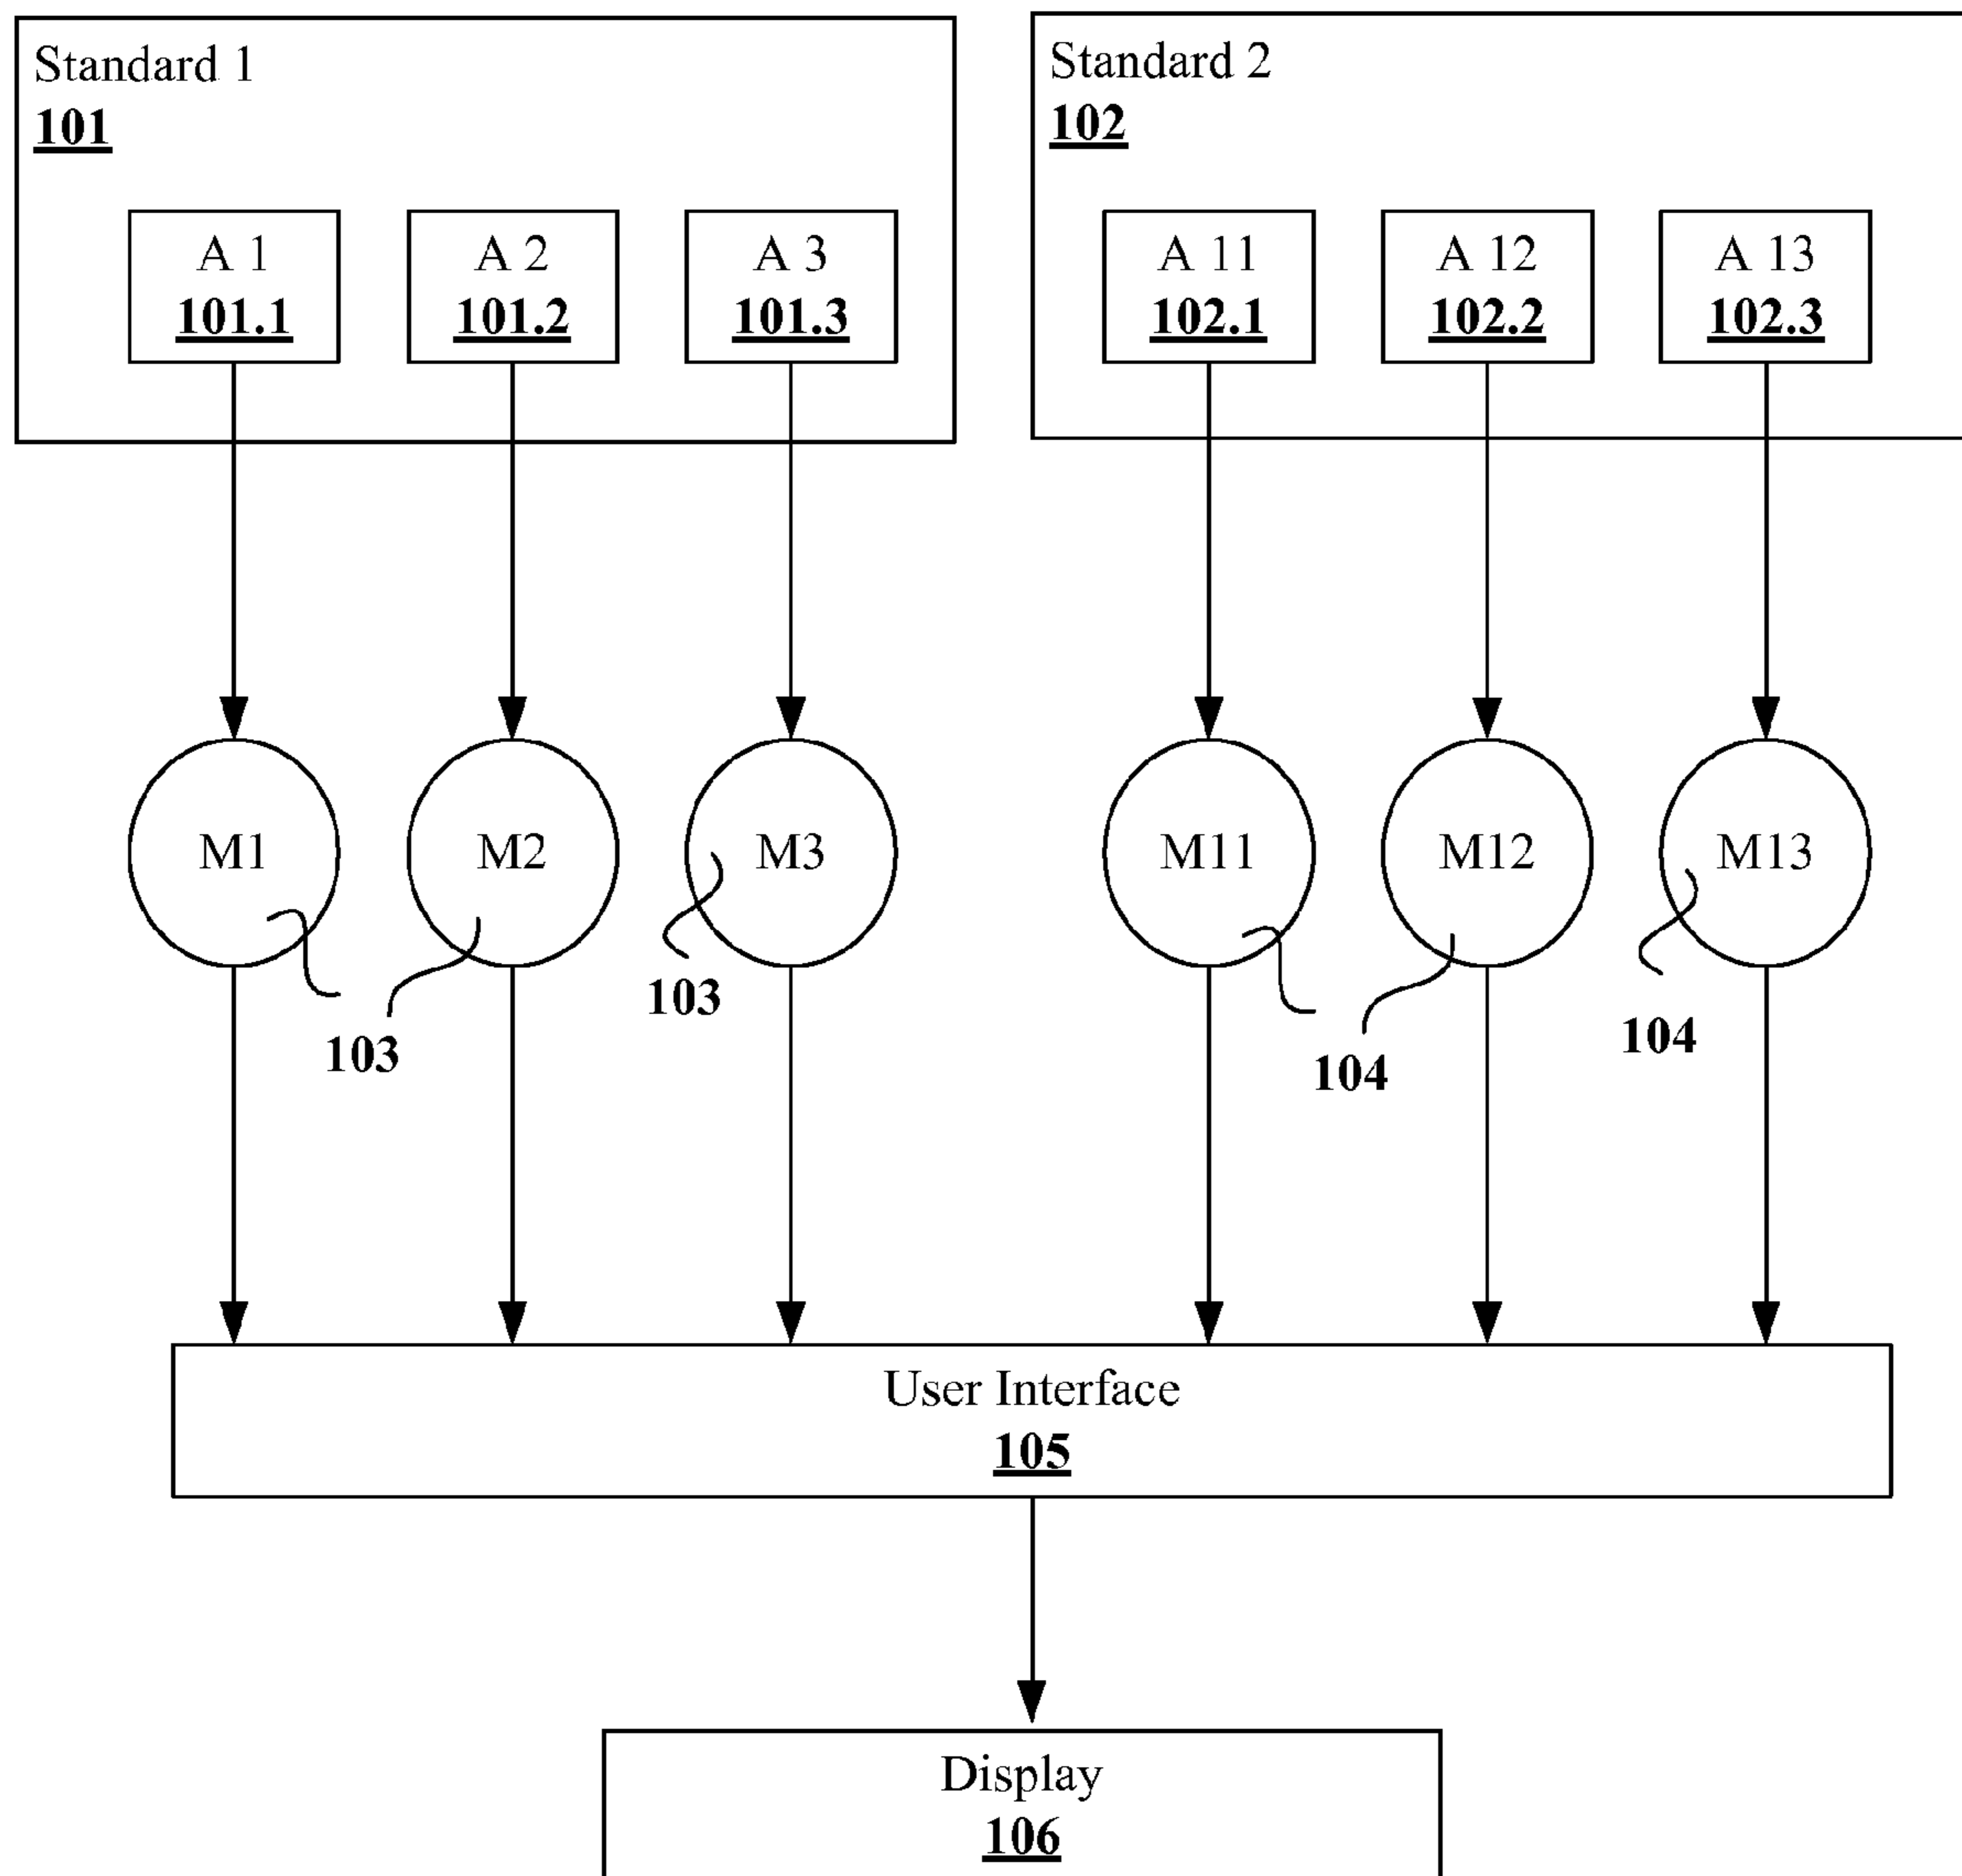 Standard 1
101
Standard 2
102
A 1
101.1
A 2
101.2
A 3
101.3
A 11
102.1
A 12
102.2
A 13
102.3
M1
M2
M3
M11
M12
M13
103
103
104
104
User Interface
105
Display
106